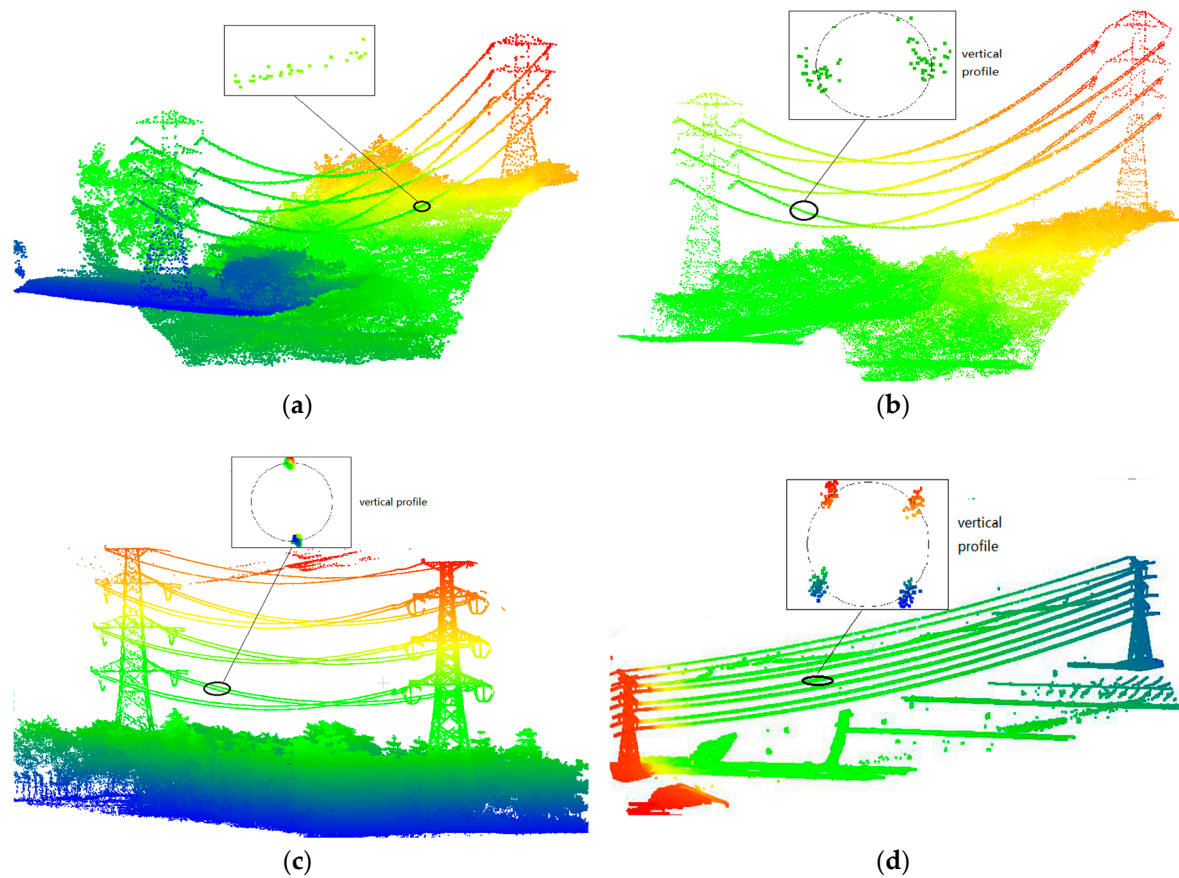 vertical
profile
(a)
(b)
vertical profile
vertical
profile
(c)
(d)